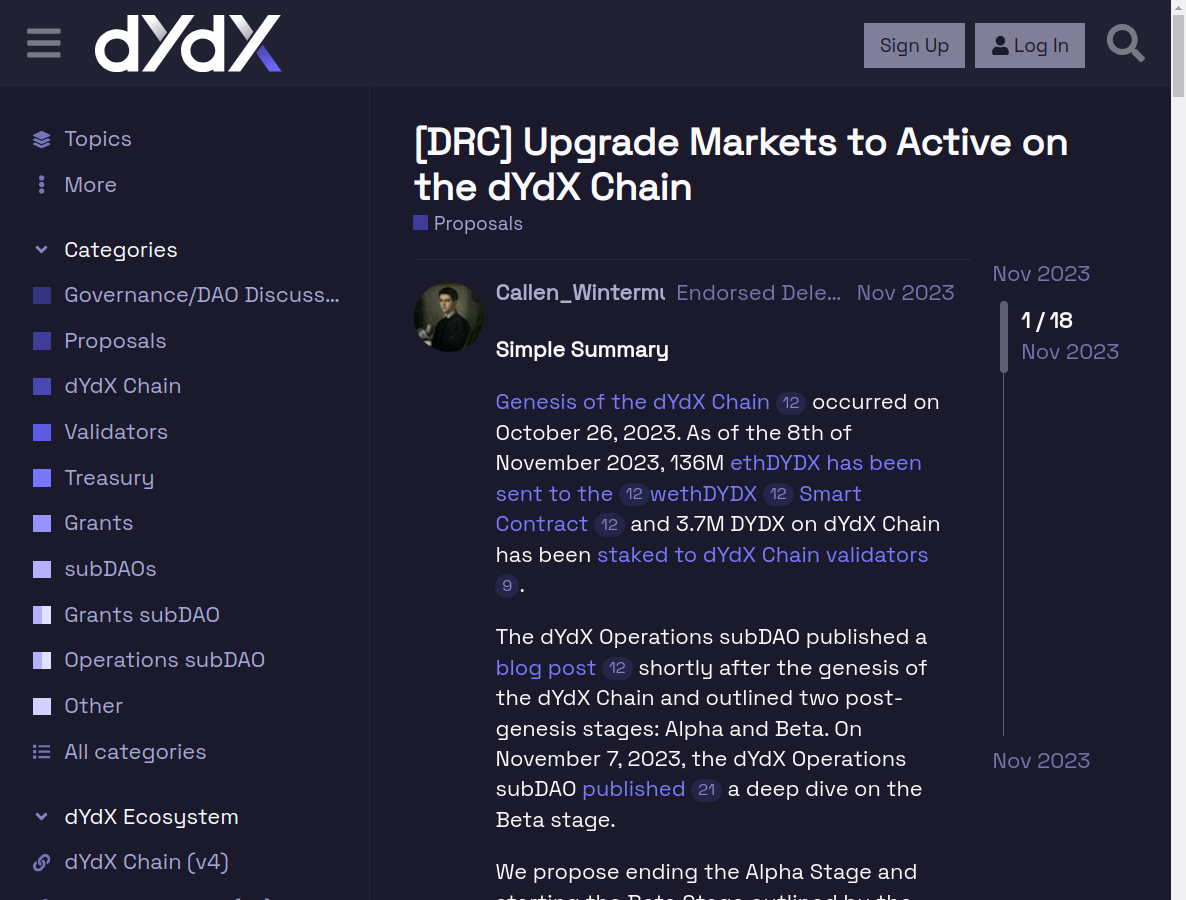 dYdX
Sign Up
Log In
Topics
More
Categories
Governance/DAO Discuss...
Proposals
dYdX Chain
Validators
Treasury
Grants
subDAOs
Grants subDAO
Operations subDAO
Other
All categories
dYdX Ecosystem
dYdX Chain (v4)
[DRC] Upgrade Markets to Active on
the dYdX Chain
Proposals
Callen_Wintermu Endorsed Dele... Nov 2023
Simple Summary
Genesis of the dYdX Chain 12 occurred on
October 26, 2023. As of the 8th of
November 2023, 136M ethDYDX has been
sent to the 12 wethDYDX 12 Smart
Contract 12 and 3.7M DYDX on dYdX Chain
has been staked to dYdX Chain validators
9 .
The dYdX Operations subDAO published a
blog post 12 shortly after the genesis of
the dYdX Chain and outlined two post-
genesis stages: Alpha and Beta. On
November 7, 2023, the dYdX Operations
subDAO published 21 a deep dive on the
Beta stage.
We propose ending the Alpha Stage and
starting the Beta Stage outlined by the
Nov 2023
1 / 18
Nov 2023
Nov 2023